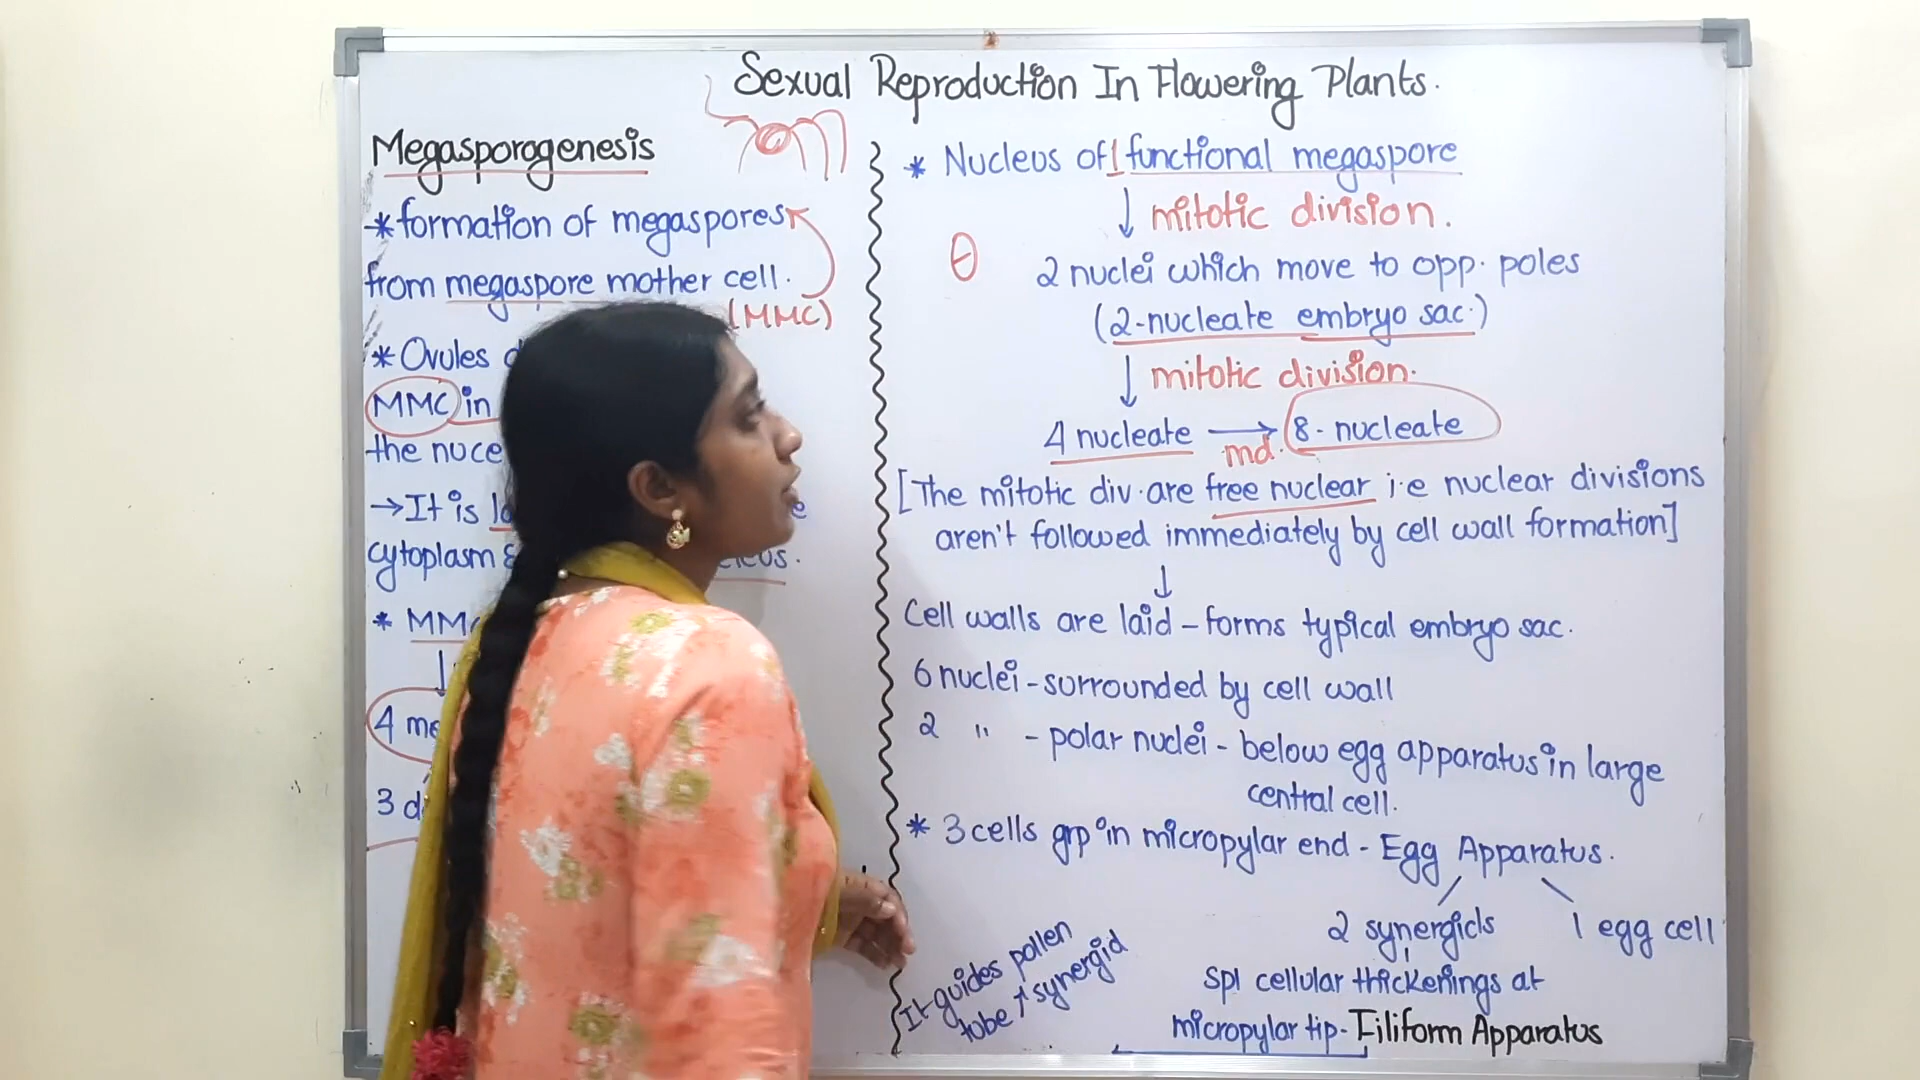 Sexual Reproduction In Flowering Plants.
Megasporogenesis
* formation of megaspores
from megaspore mother cell.
(MMC)
* Ovules
MMC in
the nuce
→ It is
cytoplasm &
* MM
4 me
3 d
* Nucleus of 1 functional megaspore
↓ mitotic division.
2 nuclei which move to opp. poles
(2-nucleate embryo sac.)
↓ mitotic division.
4 nucleate → 8-nucleate
md.
[The mitotic div. are free nuclear i.e nuclear divisions
aren't followed immediately by cell wall formation]
↓
Cell walls are laid - forms typical embryo sac.
6 nuclei - surrounded by cell wall
2 " - polar nuclei - below egg apparatus in large
central cell.
* 3 cells grp in micropylar end - Egg Apparatus.
2 synergids 1 egg cell
spl cellular thickenings at
micropylar tip - Filiform Apparatus
It guides pollen
tube → synergid